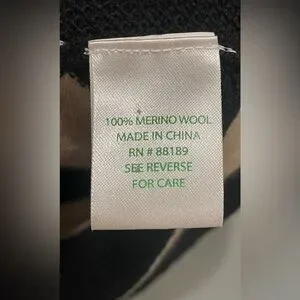 100% MERINO WOOL
MADE IN CHINA
RN # 88189
SEE REVERSE
FOR CARE